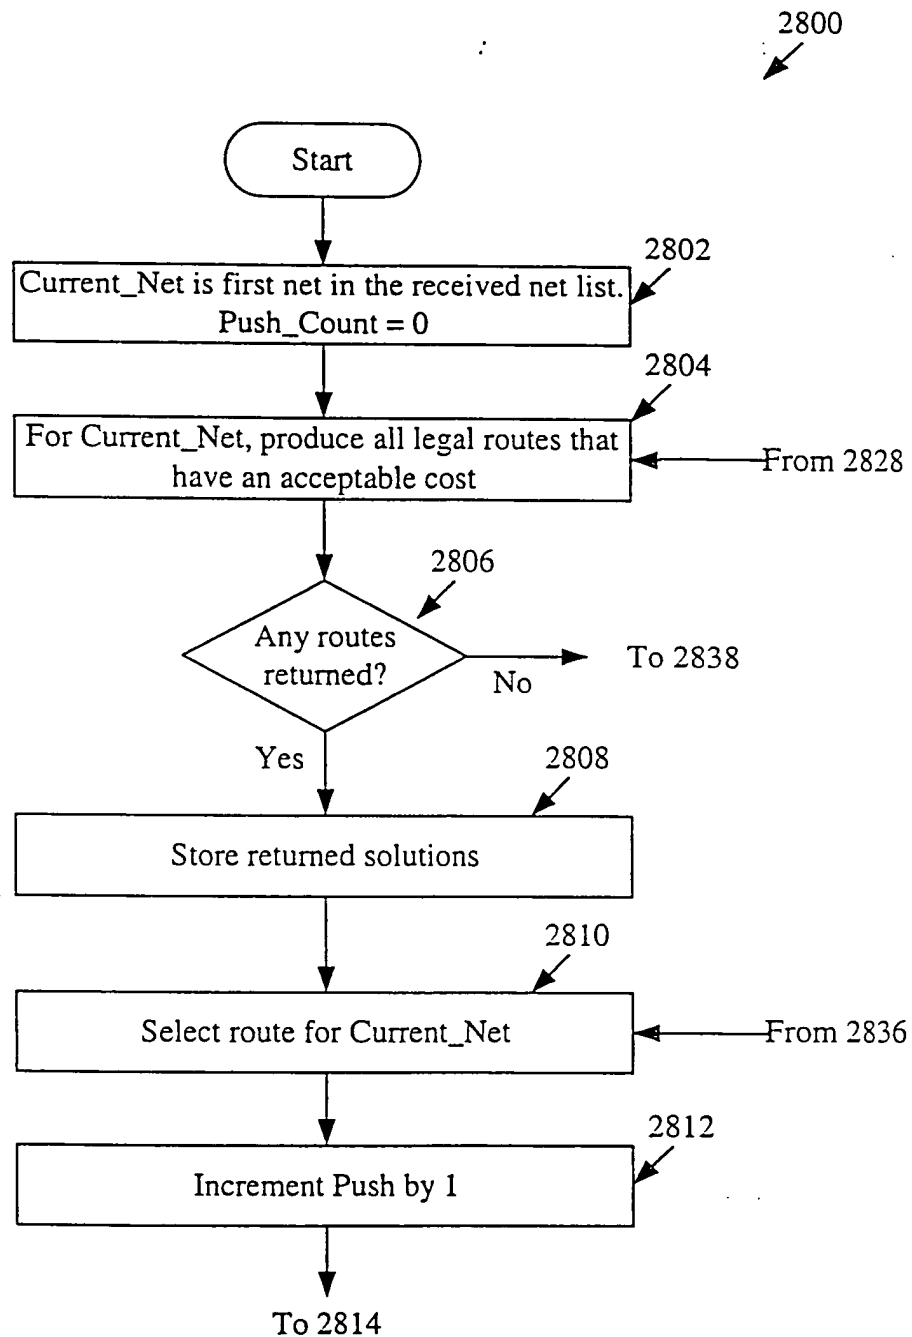 2800
Start
2802
Current_Net is first net in the received net list.
Push_Count = 0
2804
For Current_Net, produce all legal routes that
have an acceptable cost
From 2828
2806
Any routes
returned?
No
To 2838
Yes
2808
Store returned solutions
2810
Select route for Current_Net
From 2836
2812
Increment Push by 1
To 2814